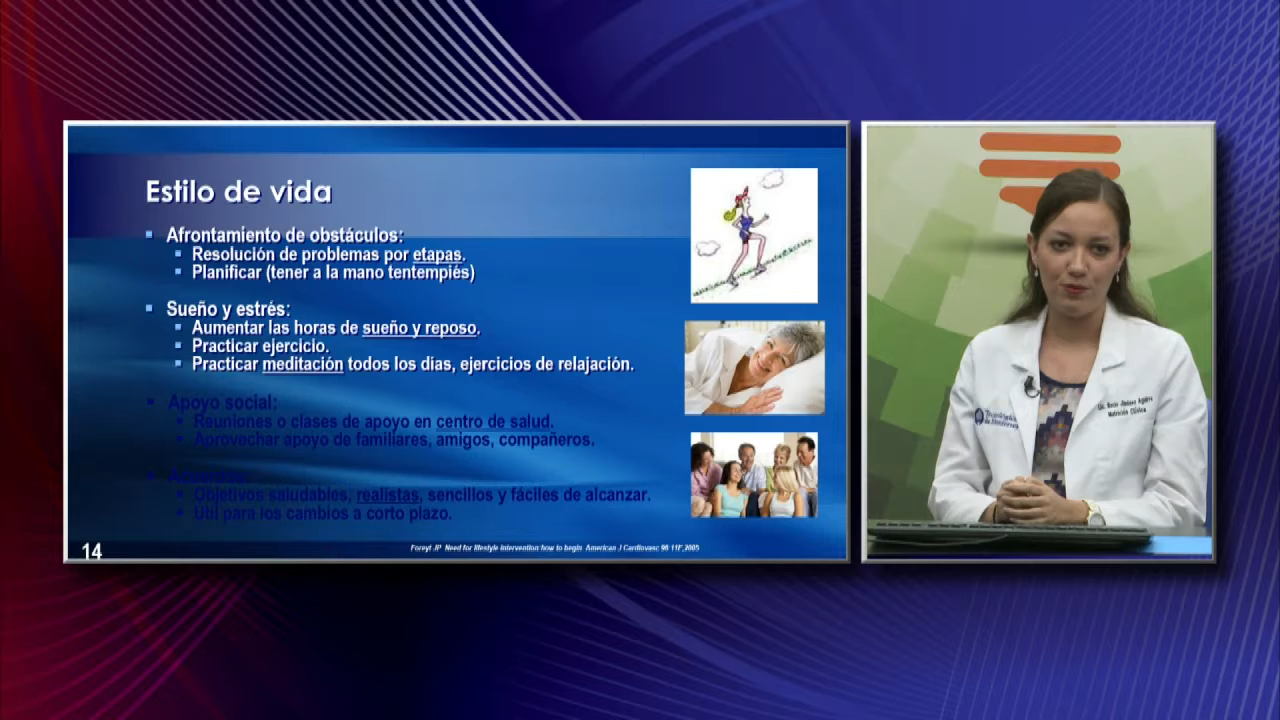 Estilo de vida
Afrontamiento de obstáculos:
Resolución de problemas por etapas.
Planificar (tener a la mano tentempiés)
Sueño y estrés:
Aumentar las horas de sueño y reposo.
Practicar ejercicio.
Practicar meditación todos los días, ejercicios de relajación.
Apoyo social:
Reuniones o clases de apoyo en centro de salud.
Aprovechar apoyo de familiares, amigos, compañeros.
Objetivos saludables, realistas, sencillos y fáciles de alcanzar.
Útil para los cambios a corto plazo.
14
Foreyt JP Need for lifestyle intervention: how to begin. American J Cardiovasc 96 11F,2005
Nutrición Clínica